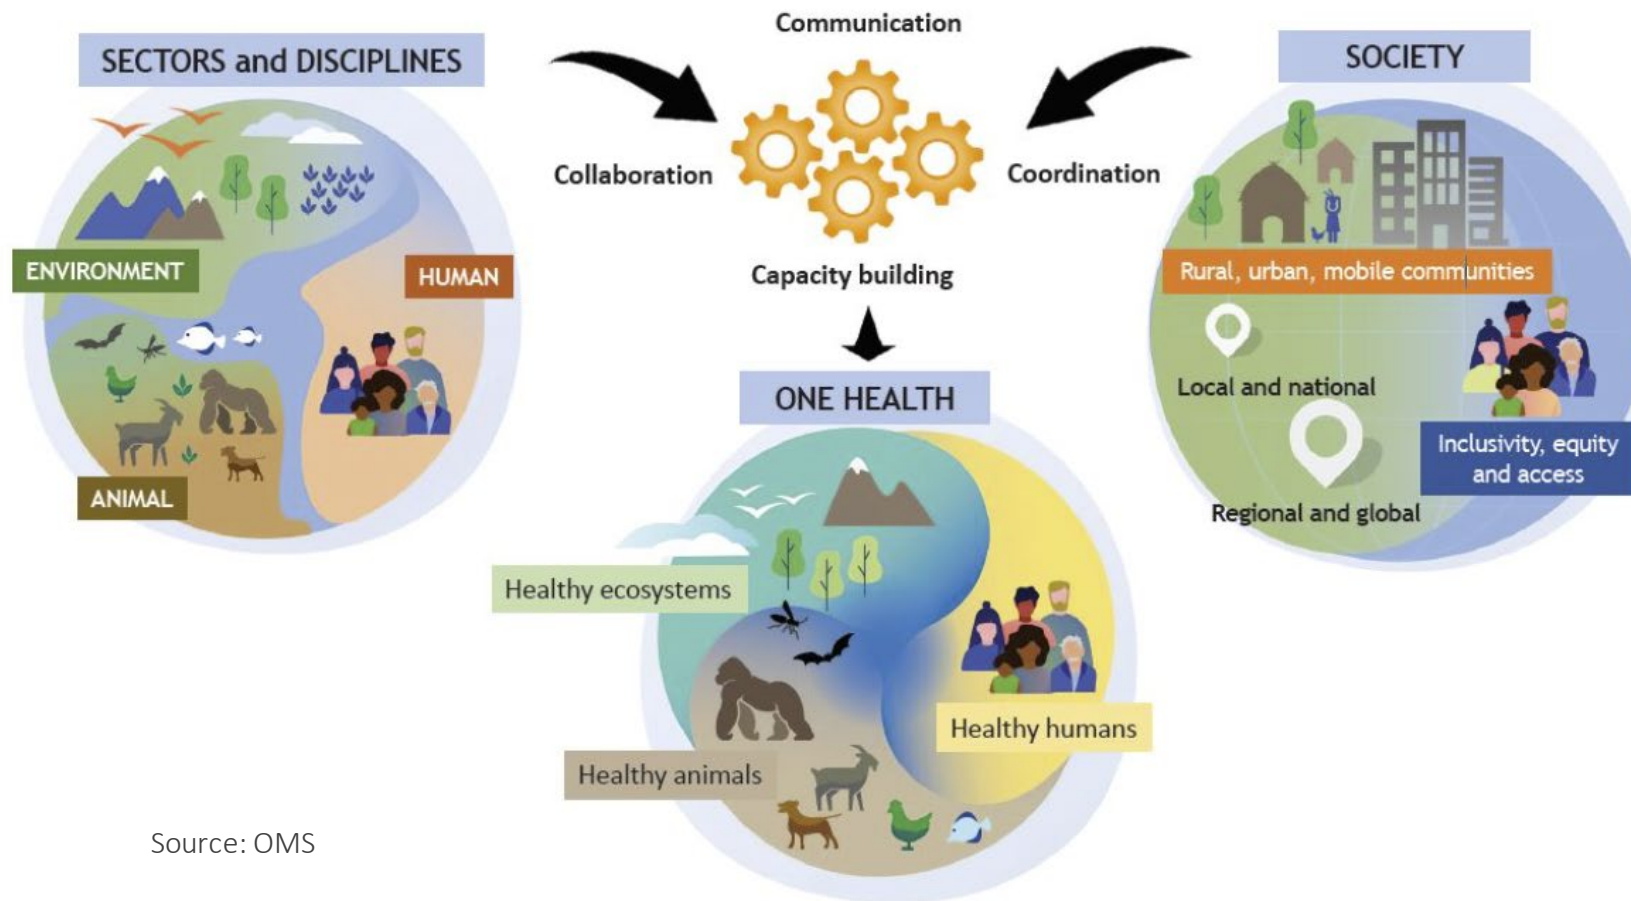 SECTORS and DISCIPLINES
ENVIRONMENT
HUMAN
ANIMAL
Communication
Collaboration
Coordination
Capacity building
SOCIETY
Rural, urban, mobile communities
Local and national
Regional and global
Inclusivity, equity
and access
ONE HEALTH
Healthy ecosystems
Healthy humans
Healthy animals
Source: OMS